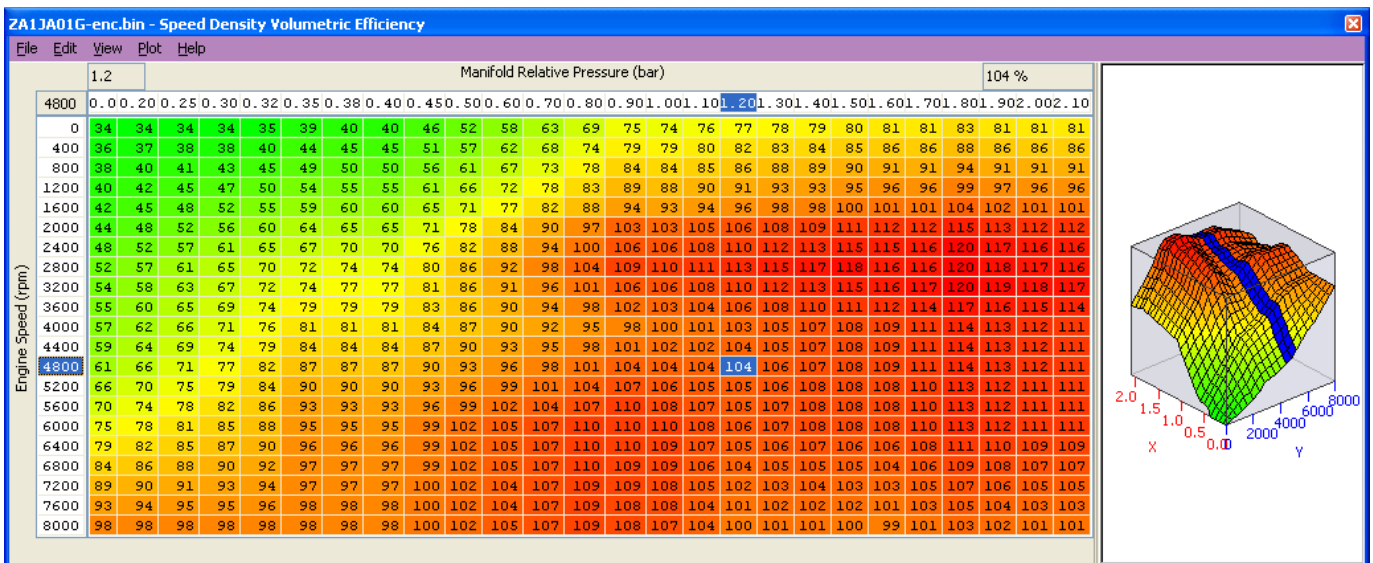 ZA1JA01G-enc.bin - Speed Density Volumetric Efficiency
File Edit View Plot Help
1.2 Manifold Relative Pressure (bar) 104 %
4800 0.0 0.20 0.25 0.30 0.32 0.35 0.38 0.40 0.45 0.50 0.60 0.70 0.80 0.90 1.00 1.10 1.20 1.30 1.40 1.50 1.60 1.70 1.80 1.90 2.00 2.10
0 34 34 34 34 35 39 40 40 46 52 58 63 69 75 74 76 77 78 79 80 81 81 83 81 81 81
400 36 37 38 38 40 44 45 45 51 57 62 68 74 79 79 80 82 83 84 85 86 86 88 86 86 86
800 38 40 41 43 45 49 50 50 56 61 67 73 78 84 84 85 86 88 89 90 91 91 94 91 91 91
1200 40 42 45 47 50 54 55 55 61 66 72 78 83 89 88 90 91 93 93 95 96 96 99 97 96 96
1600 42 45 48 52 55 59 60 60 65 71 77 82 88 94 93 94 96 98 98 100 101 101 104 102 101 101
2000 44 48 52 56 60 64 65 65 71 78 84 90 97 103 103 105 106 108 109 111 112 112 115 113 112 112
2400 48 52 57 61 65 67 70 70 76 82 88 94 100 106 106 108 110 112 113 115 115 116 120 117 116 116
2800 52 57 61 65 70 72 74 74 80 86 92 98 104 109 110 111 113 115 117 118 116 116 120 118 117 116
3200 54 58 63 67 72 74 77 77 81 86 91 96 101 106 106 108 110 112 113 115 116 117 120 119 118 117
3600 55 60 65 69 74 79 79 79 83 86 90 94 98 102 103 104 106 108 110 111 112 114 117 116 115 114
4000 57 62 66 71 76 81 81 81 84 87 90 92 95 98 100 101 103 105 107 108 109 111 114 113 112 111
4400 59 64 69 74 79 84 84 84 87 90 93 95 98 101 102 102 104 105 107 108 109 111 114 113 112 111
4800 61 66 71 77 82 87 87 87 90 93 96 98 101 104 104 104 104 106 107 108 109 111 114 113 112 111
5200 66 70 75 79 84 90 90 90 93 96 99 101 104 107 106 105 105 106 108 108 108 110 113 112 111 111
5600 70 74 78 82 86 93 93 93 96 99 102 104 107 110 108 107 105 107 108 108 108 110 113 112 111 111
6000 75 78 81 85 88 95 95 95 99 102 105 107 110 110 110 108 106 107 108 108 108 110 113 112 111 111
6400 79 82 85 87 90 96 96 96 99 102 105 107 110 110 109 107 105 106 107 106 106 108 111 110 109 109
6800 84 86 88 90 92 97 97 97 99 102 105 107 110 109 109 106 104 105 105 105 104 106 109 108 107 107
7200 89 90 91 93 94 97 97 97 100 102 104 107 109 109 108 105 102 103 104 103 103 105 107 106 105 105
7600 93 94 95 95 96 98 98 98 100 102 104 107 109 108 108 104 101 102 102 102 101 103 105 104 103 103
8000 98 98 98 98 98 98 98 98 100 102 105 107 109 108 107 104 100 101 101 100 99 101 103 102 101 101
Engine Speed (rpm)
2.0 1.5 1.0 0.5 0.0
X
0 2000 4000 6000 8000
Y